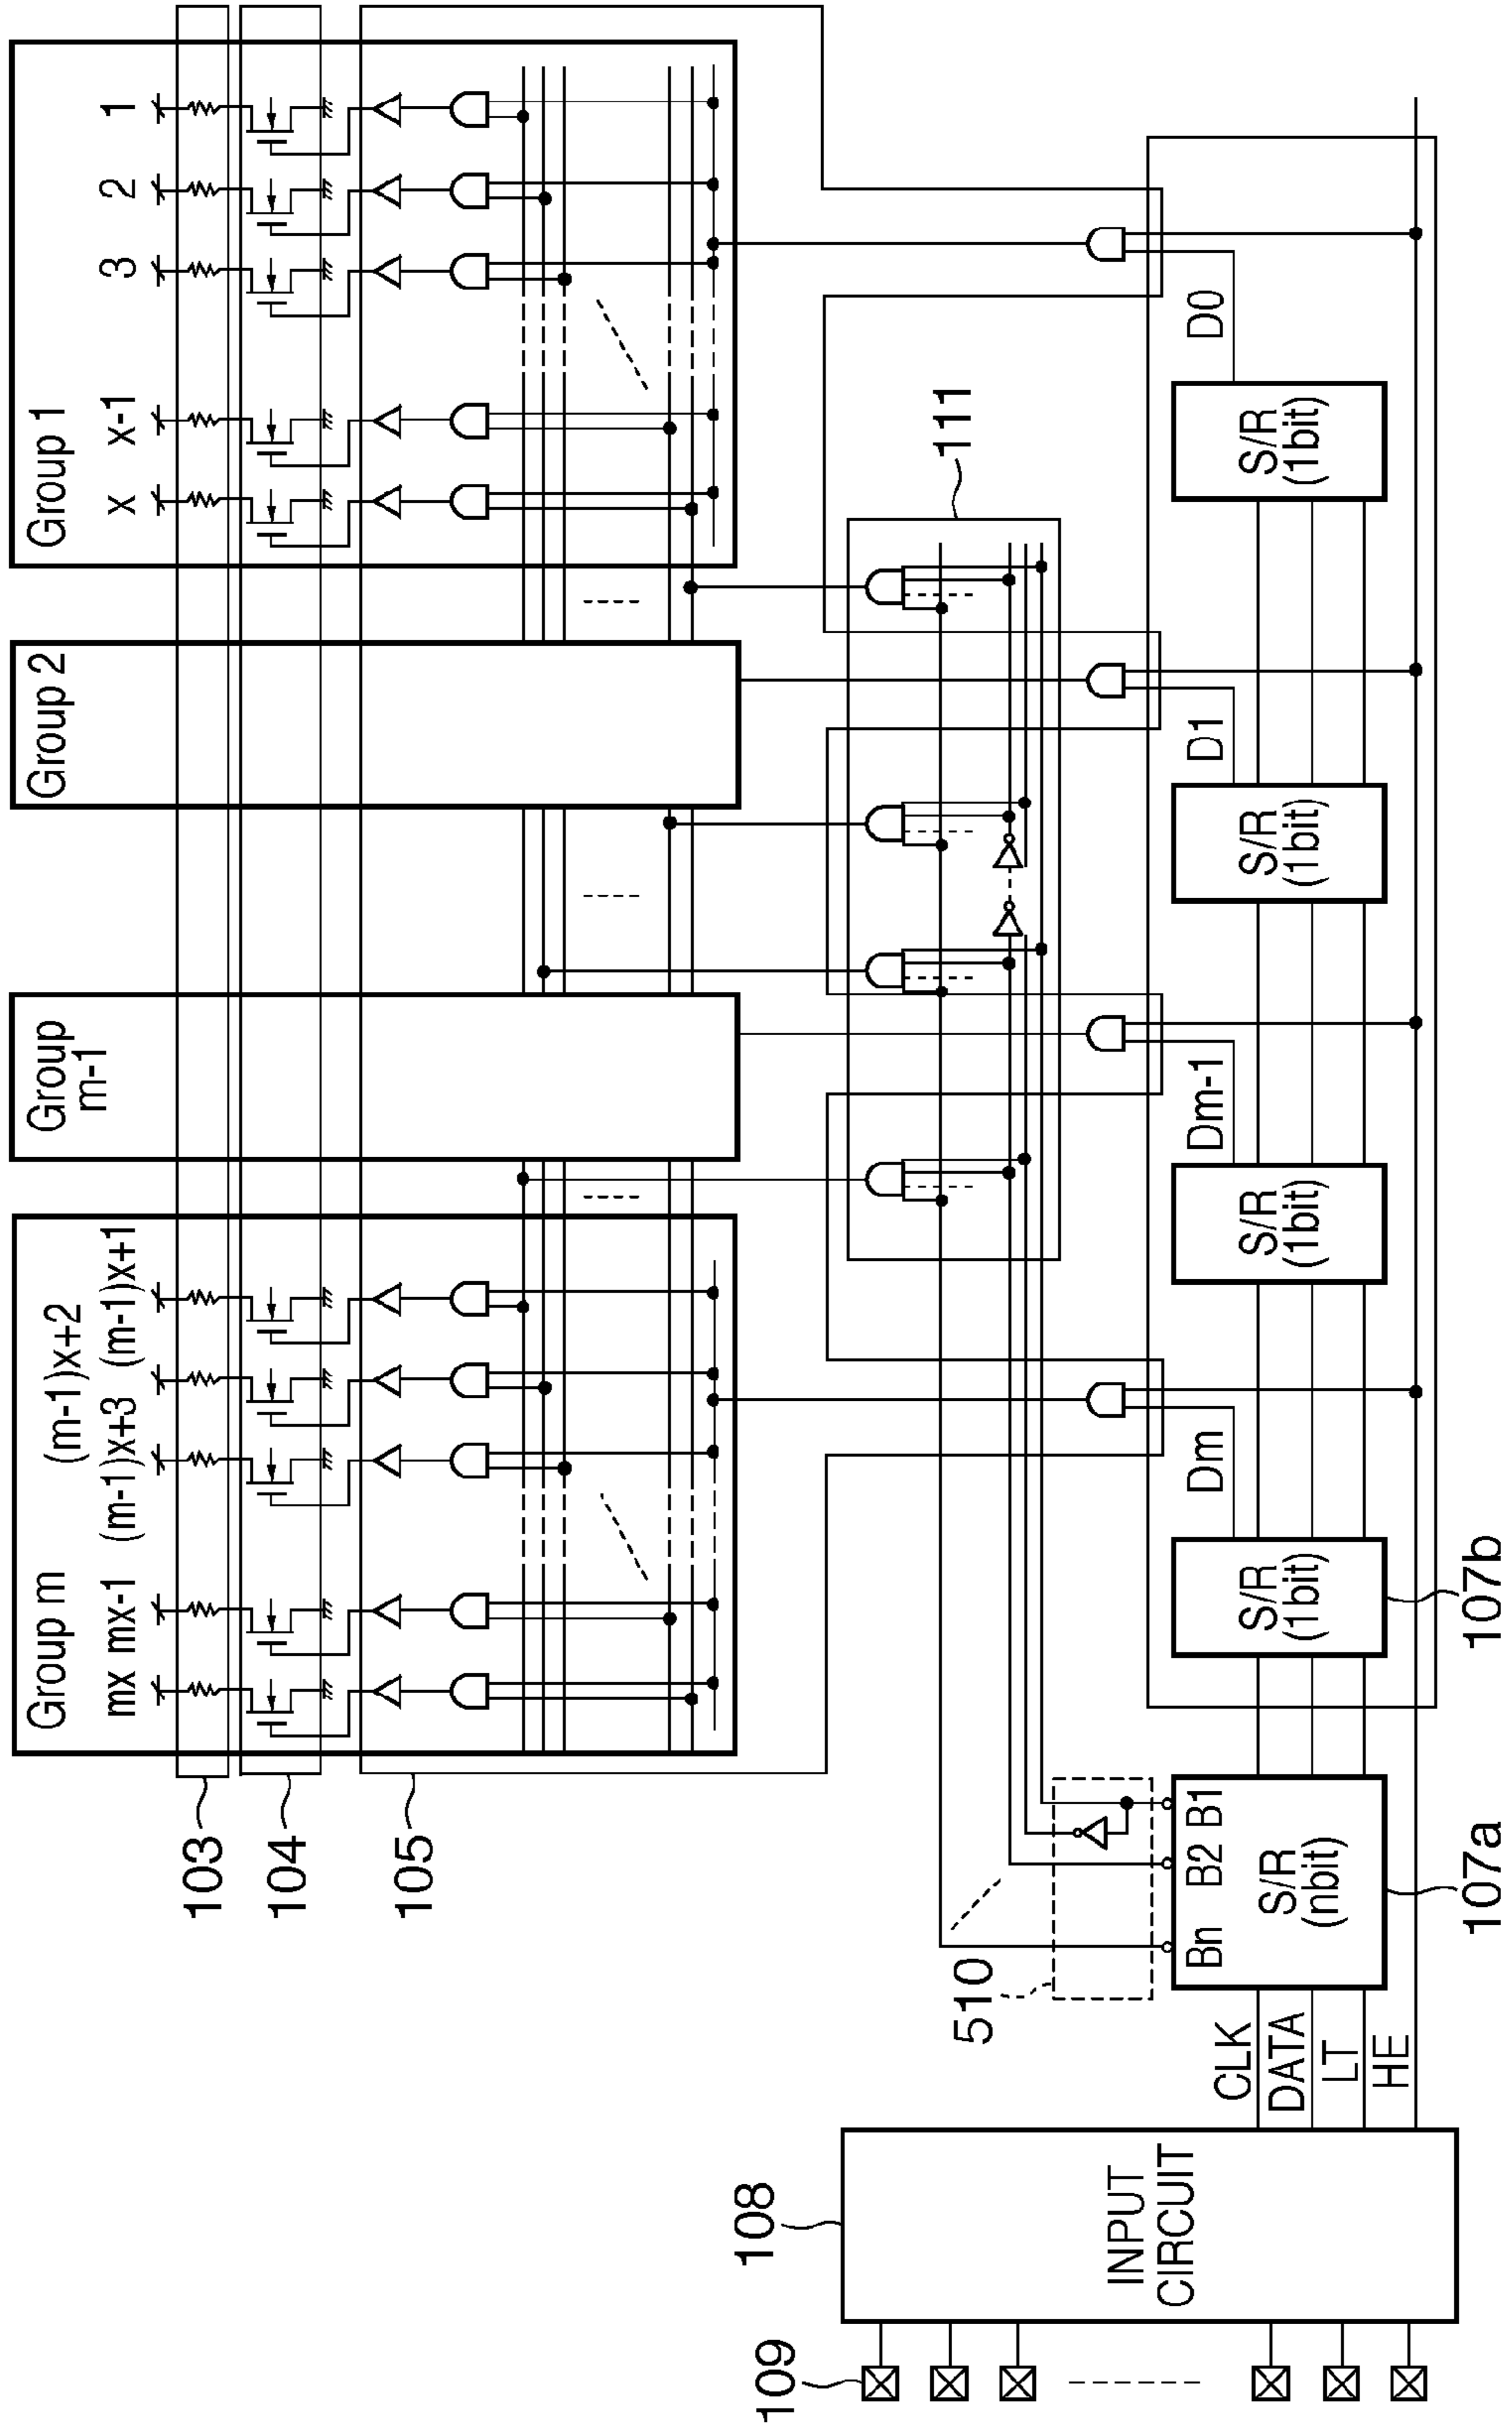 Group m
mx
mx-1
(m-1)x+3
(m-1)x+2
(m-1)x+1
Group
m-1
Group 2
Group 1
x
x-1
3
2
1
103
104
105
111
510
Bn
B2
B1
S/R
(nbit)
107a
Dm
S/R
(1bit)
107b
Dm-1
S/R
(1bit)
D1
S/R
(1bit)
D0
S/R
(1bit)
CLK
DATA
LT
HE
108
INPUT
CIRCUIT
109